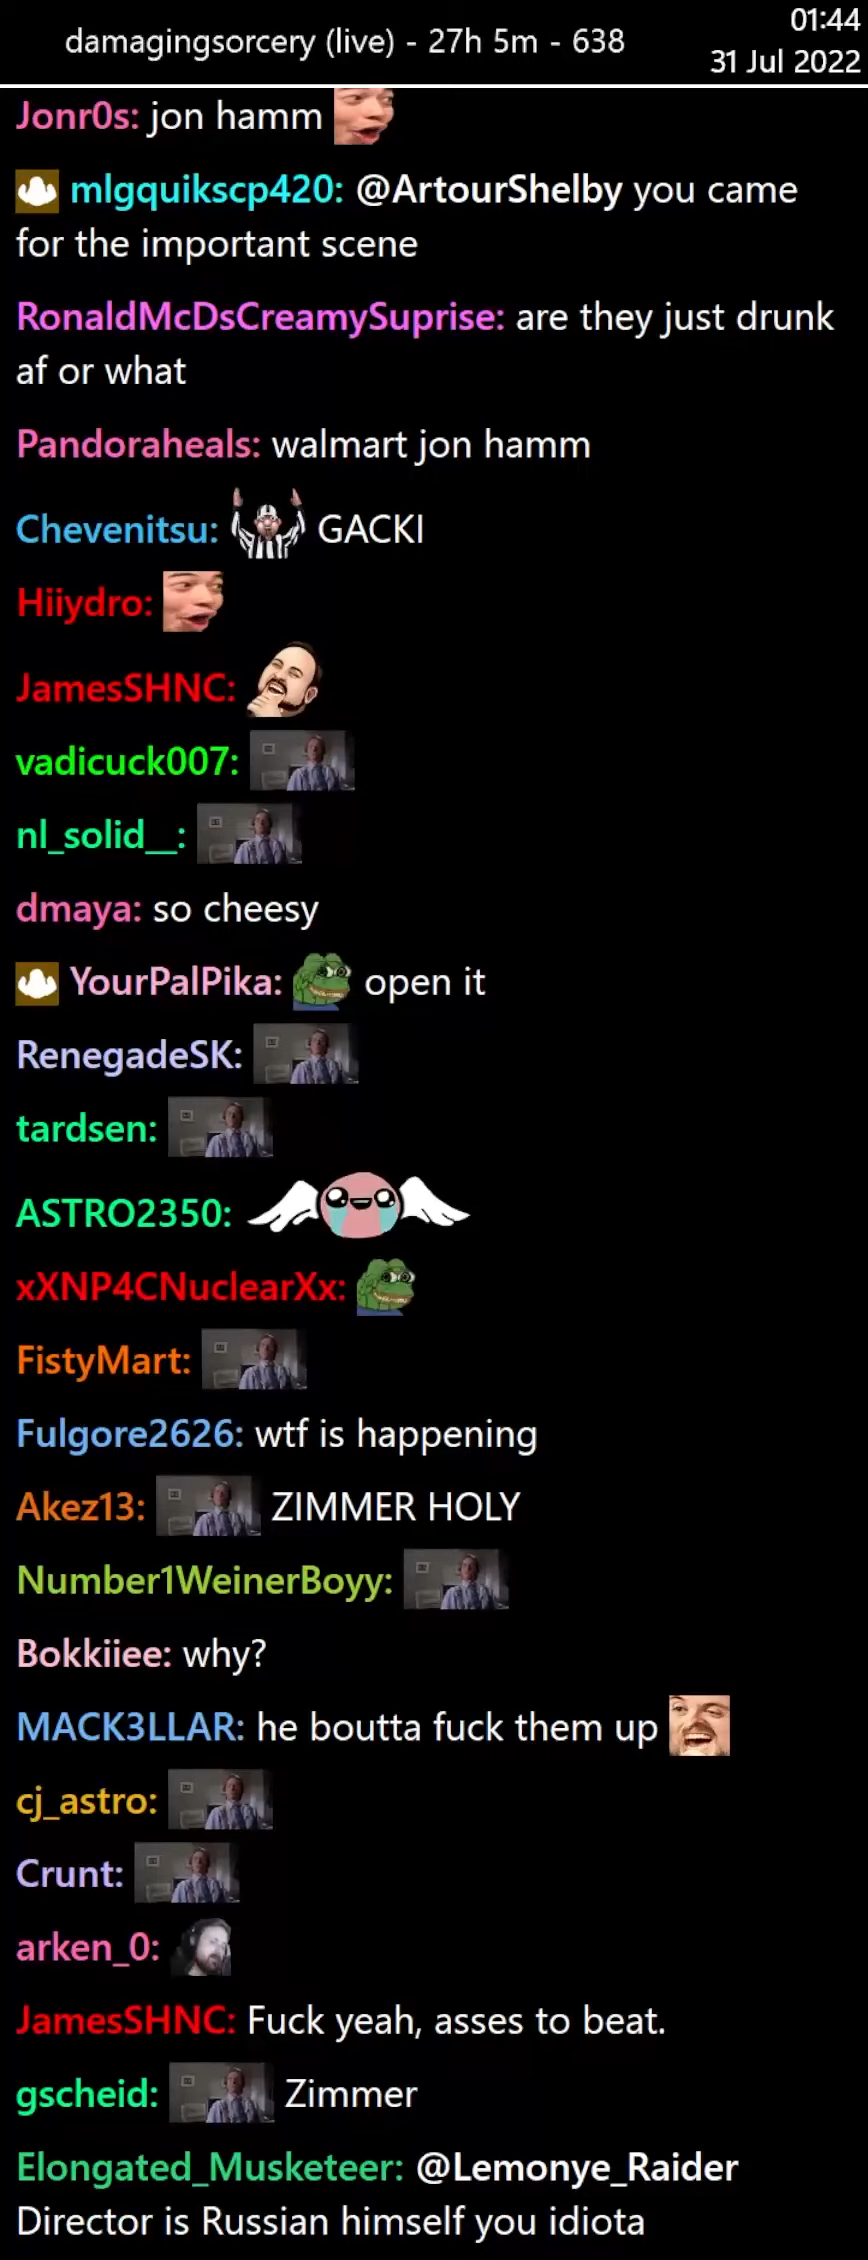 01:44
damagingsorcery (live) - 27h 5m - 638
31 Jul 2022
Jonr0s: jon hamm
mlgquikscp420: @ArtourShelby you came
for the important scene
RonaldMcDsCreamySuprise: are they just drunk
af or what
Pandoraheals: walmart jon hamm
Chevenitsu: GACKI
Hiiydro:
JamesSHNC:
vadicuck007:
nl_solid__:
dmaya: so cheesy
YourPalPika: open it
RenegadeSK:
tardsen:
ASTRO2350:
xXNP4CNuclearXx:
FistyMart:
Fulgore2626: wtf is happening
Akez13: ZIMMER HOLY
Number1WeinerBoyy:
Bokkiiee: why?
MACK3LLAR: he boutta fuck them up
cj_astro:
Crunt:
arken_0:
JamesSHNC: Fuck yeah, asses to beat.
gscheid: Zimmer
Elongated_Musketeer: @Lemonye_Raider
Director is Russian himself you idiota